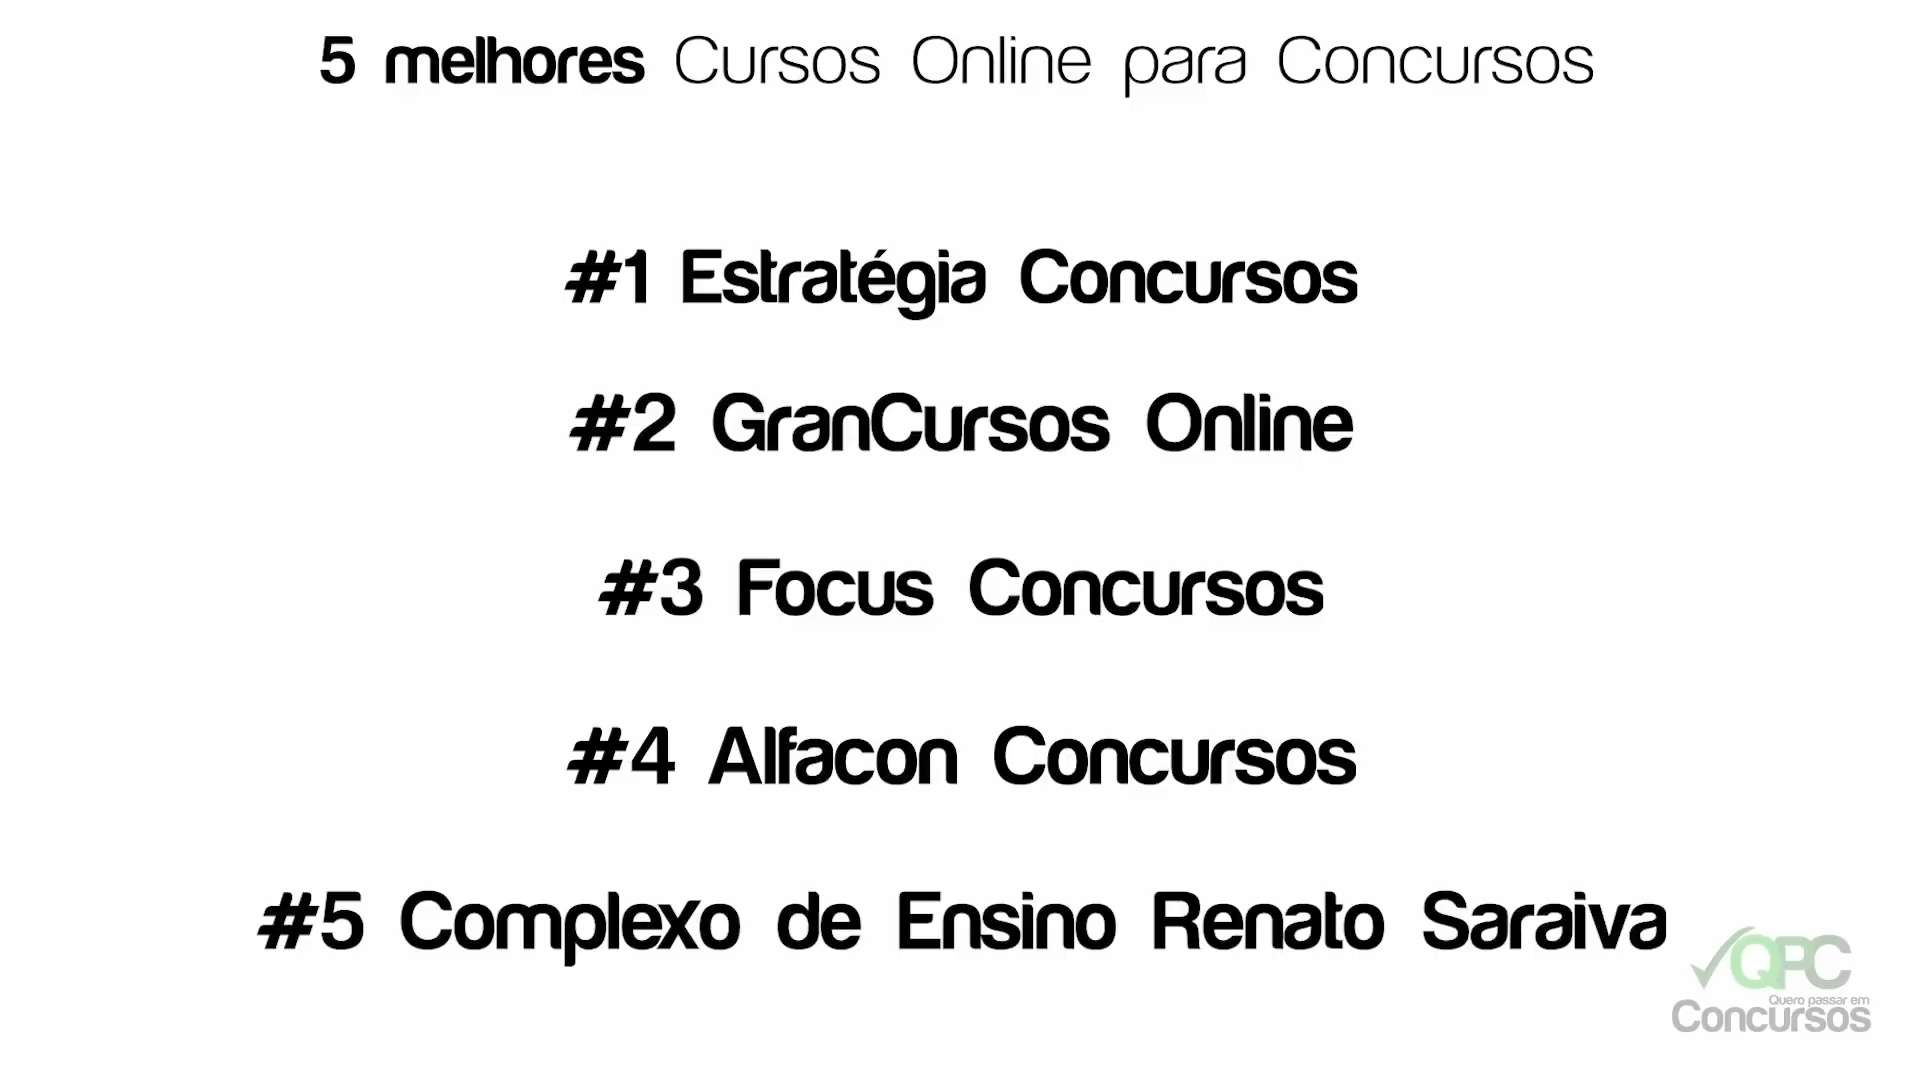 5 melhores Cursos Online para Concursos
#1 Estratégia Concursos
#2 GranCursos Online
#3 Focus Concursos
#4 Alfacon Concursos
#5 Complexo de Ensino Renato Saraiva
QPC
Quero passar em
Concursos